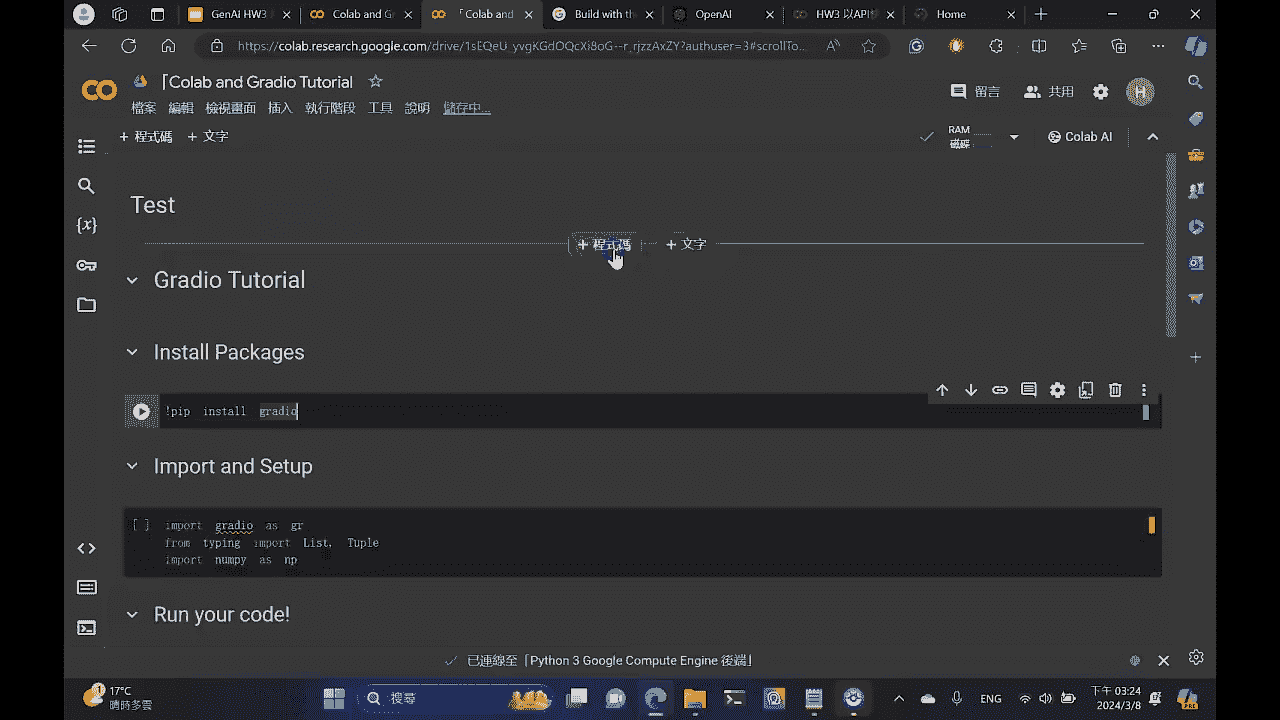 GenAI HW3
Colab and Gr
「Colab and
Build with th
OpenAI
HW3 以API
Home
https://colab.research.google.com/drive/1sEQeU_yvgKGdOQcXi8oG--r_rjzzAxZY?authuser=3#scrollTo...
「Colab and Gradio Tutorial
檔案 編輯 檢視畫面 插入 執行階段 工具 說明 儲存中...
留言
共用
H
+ 程式碼 + 文字
RAM
磁碟
Colab AI
Test
+ 程式碼 + 文字
Gradio Tutorial
Install Packages
!pip install gradio
Import and Setup
[ ] import gradio as gr
from typing import List, Tuple
import numpy as np
Run your code!
已連線至「Python 3 Google Compute Engine 後端」
1
17°C
晴時多雲
搜尋
ENG
下午 03:24
2024/3/8